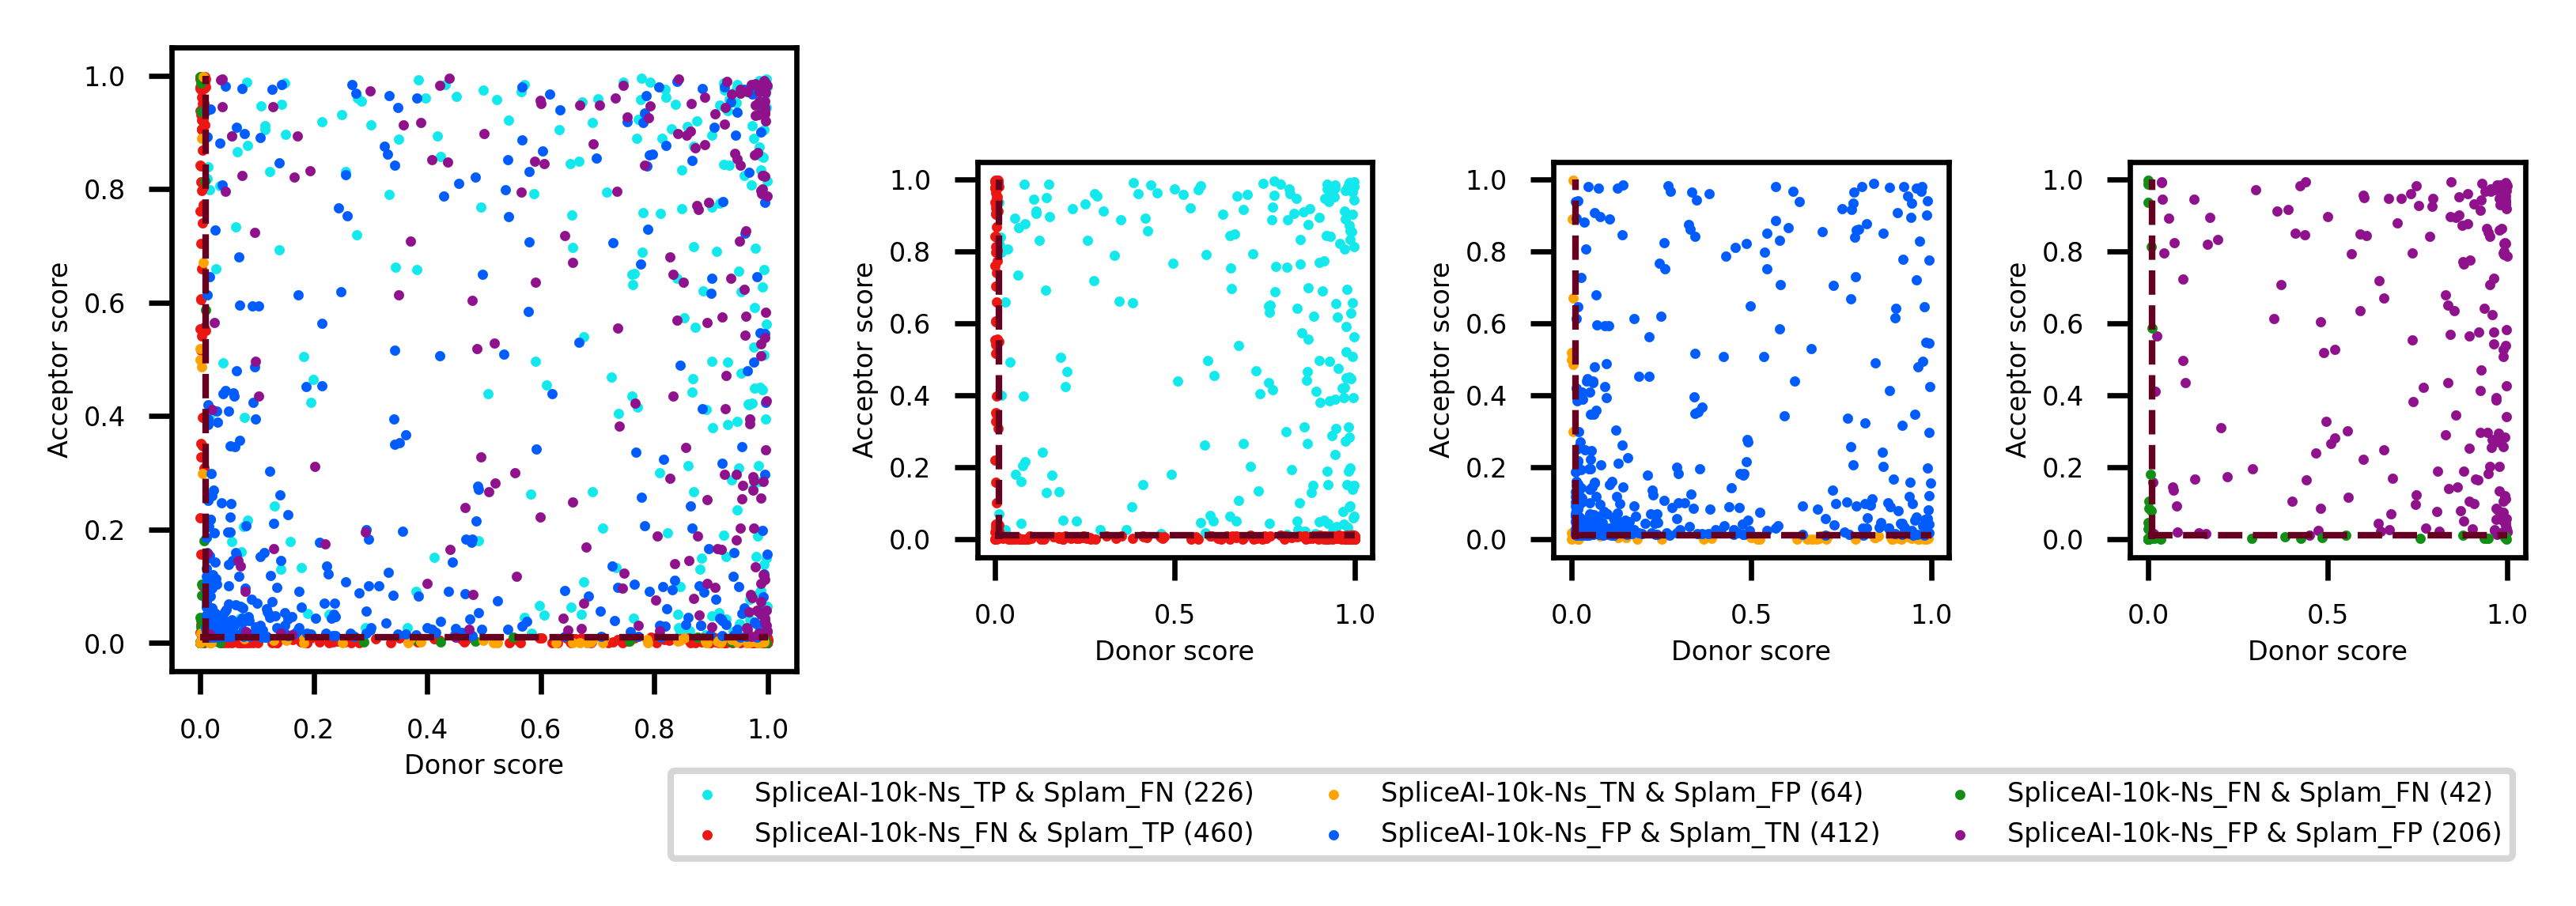 1.0
0.8
0.6
0.4
0.2
0.0
Acceptor score
0.0 0.2 0.4 0.6 0.8 1.0
Donor score
1.0
0.8
0.6
0.4
0.2
0.0
Acceptor score
0.0 0.5 1.0
Donor score
1.0
0.8
0.6
0.4
0.2
0.0
Acceptor score
0.0 0.5 1.0
Donor score
1.0
0.8
0.6
0.4
0.2
0.0
Acceptor score
0.0 0.5 1.0
Donor score
SpliceAI-10k-Ns_TP & Splam_FN (226)
SpliceAI-10k-Ns_FN & Splam_TP (460)
SpliceAI-10k-Ns_TN & Splam_FP (64)
SpliceAI-10k-Ns_FP & Splam_TN (412)
SpliceAI-10k-Ns_FN & Splam_FN (42)
SpliceAI-10k-Ns_FP & Splam_FP (206)